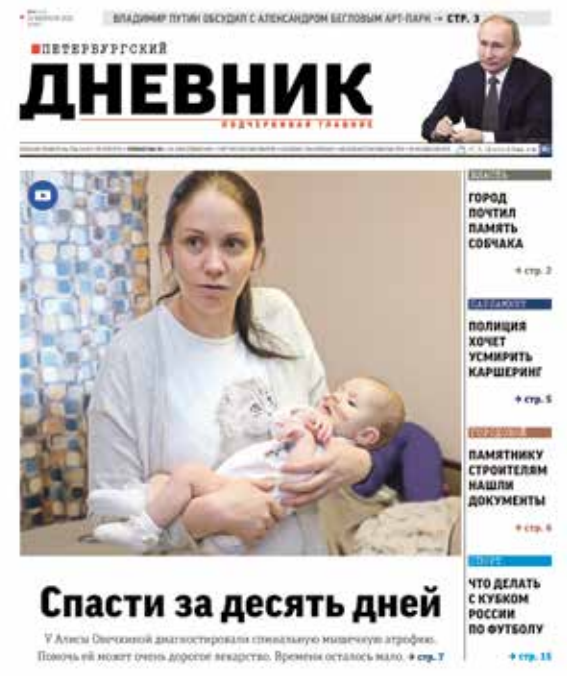 ВЛАДИМИР ПУТИН ОБСУДИЛ С АЛЕКСАНДРОМ БЕГЛОВЫМ АРТ-ПАРК → СТР. 3
ПЕТЕРБУРГСКИЙ
ДНЕВНИК
ПОДЧЕРКИВАЯ ГЛАВНОЕ
ВЛАСТЬ
ГОРОД
ПОЧТИЛ
ПАМЯТЬ
СОБЧАКА
→ стр. 2
ПОЛИЦИЯ
ХОЧЕТ
УСМИРИТЬ
КАРШЕРИНГ
→ стр. 5
ПАМЯТНИКУ
СТРОИТЕЛЯМ
НАШЛИ
ДОКУМЕНТЫ
→ стр. 6
СПОРТ
ЧТО ДЕЛАТЬ
С КУБКОМ
РОССИИ
ПО ФУТБОЛУ
→ стр. 15
Спасти за десять дней
У Алисы Овечкиной диагностировали спинальную мышечную атрофию.
Помочь ей может очень дорогое лекарство. Времени осталось мало. → стр. 7